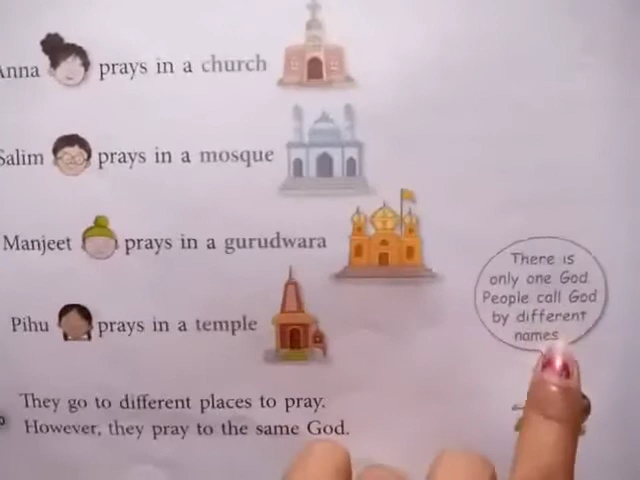 Anna prays in a church
Salim prays in a mosque
Manjeet prays in a gurudwara
Pihu prays in a temple
There is
only one God.
People call God
by different
names.
They go to different places to pray.
However, they pray to the same God.